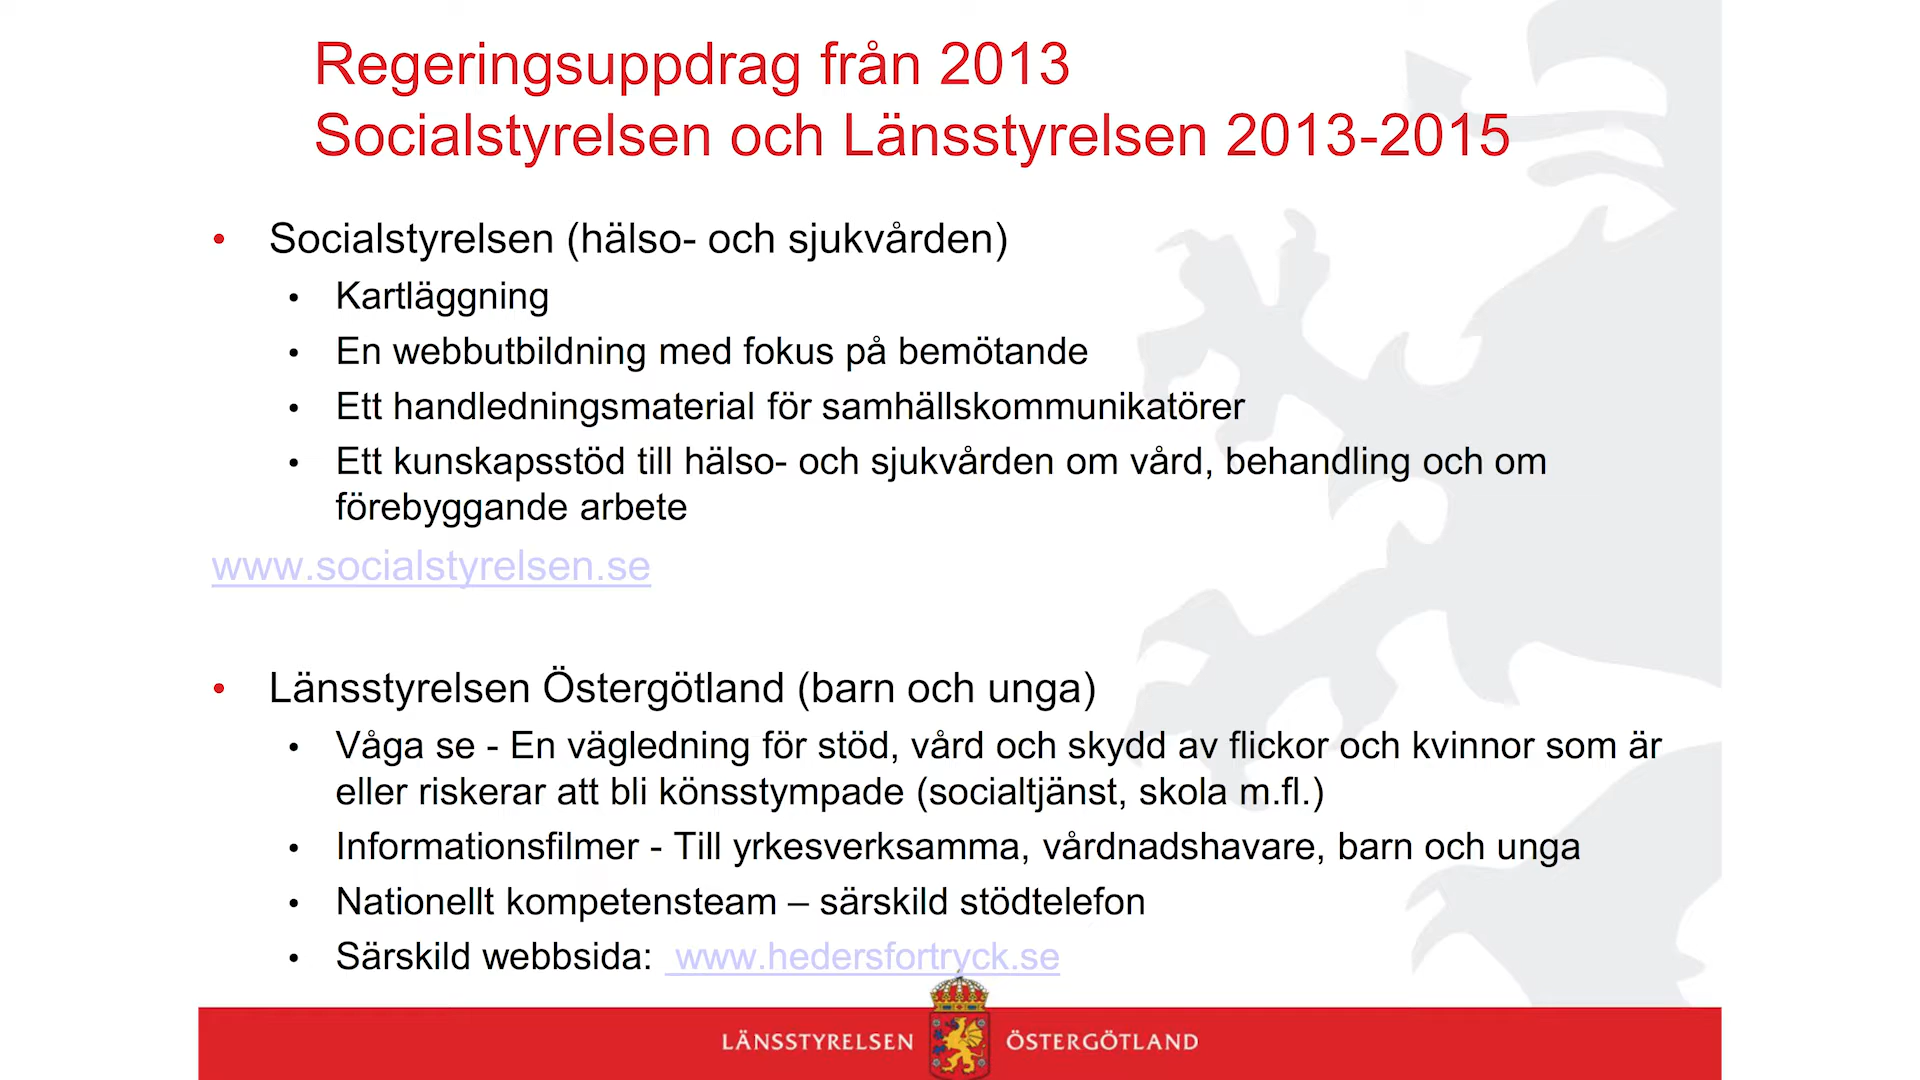 Regeringsuppdrag från 2013
Socialstyrelsen och Länsstyrelsen 2013-2015
• Socialstyrelsen (hälso- och sjukvården)
• Kartläggning
• En webbutbildning med fokus på bemötande
• Ett handledningsmaterial för samhällskommunikatörer
• Ett kunskapsstöd till hälso- och sjukvården om vård, behandling och om
förebyggande arbete
www.socialstyrelsen.se
• Länsstyrelsen Östergötland (barn och unga)
• Våga se - En vägledning för stöd, vård och skydd av flickor och kvinnor som är
eller riskerar att bli könsstympade (socialtjänst, skola m.fl.)
• Informationsfilmer - Till yrkesverksamma, vårdnadshavare, barn och unga
• Nationellt kompetensteam – särskild stödtelefon
• Särskild webbsida: www.hedersfortryck.se
LÄNSSTYRELSEN ÖSTERGÖTLAND